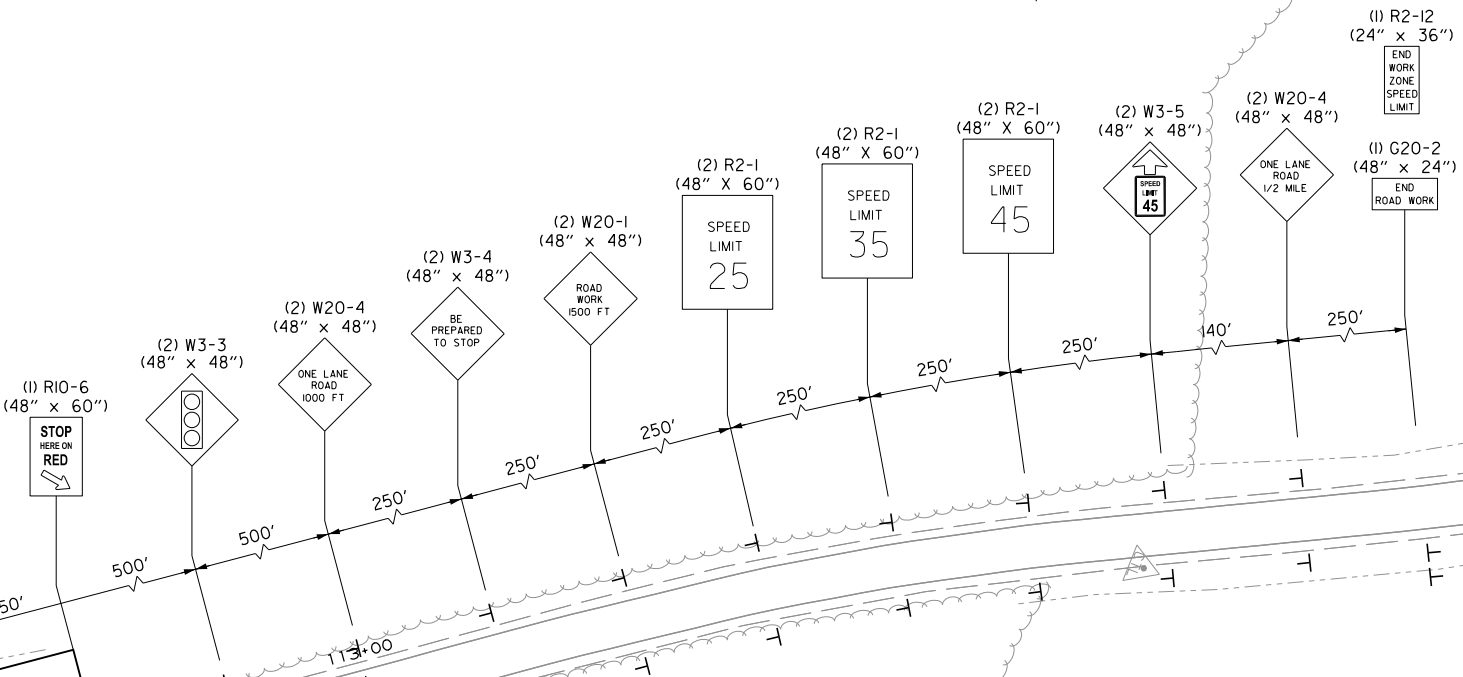 (1) R10-6
(48" x 60")
STOP
HERE ON
RED
(2) W3-3
(48" x 48")
(2) W20-4
(48" x 48")
ONE LANE
ROAD
1000 FT
(2) W3-4
(48" x 48")
BE
PREPARED
TO STOP
(2) W20-1
(48" x 48")
ROAD
WORK
1500 FT
(2) R2-1
(48" X 60")
SPEED
LIMIT
25
(2) R2-1
(48" X 60")
SPEED
LIMIT
35
(2) R2-1
(48" X 60")
SPEED
LIMIT
45
(2) W3-5
(48" x 48")
SPEED
LIMIT
45
(2) W20-4
(48" x 48")
ONE LANE
ROAD
1/2 MILE
(1) R2-12
(24" x 36")
END
WORK
ZONE
SPEED
LIMIT
(1) G20-2
(48" x 24")
END
ROAD WORK
50'
500'
500'
250'
250'
250'
250'
250'
250'
140'
250'
113+00